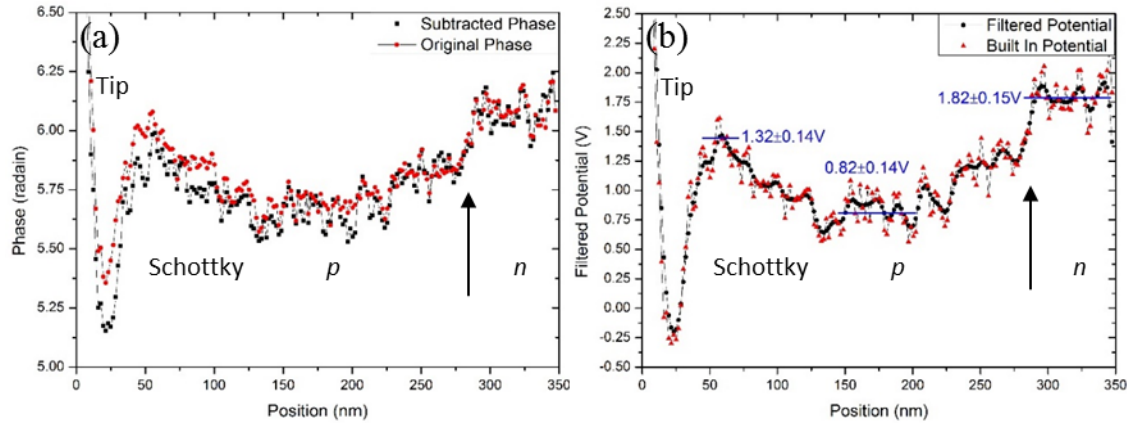 (a)
Subtracted Phase
Original Phase
Tip
Schottky
p
n
Phase (radain)
6.25
6.00
5.75
5.50
5.25
5.00
0 50 100 150 200 250 300 350
Position (nm)
(b)
Filtered Potential
Built In Potential
Tip
1.82±0.15V
1.32±0.14V
0.82±0.14V
Schottky
p
n
Filtered Potential (V)
2.50
2.25
2.00
1.75
1.50
1.25
1.00
0.75
0.50
0.25
0.00
-0.25
-0.50
0 50 100 150 200 250 300 350
Position (nm)